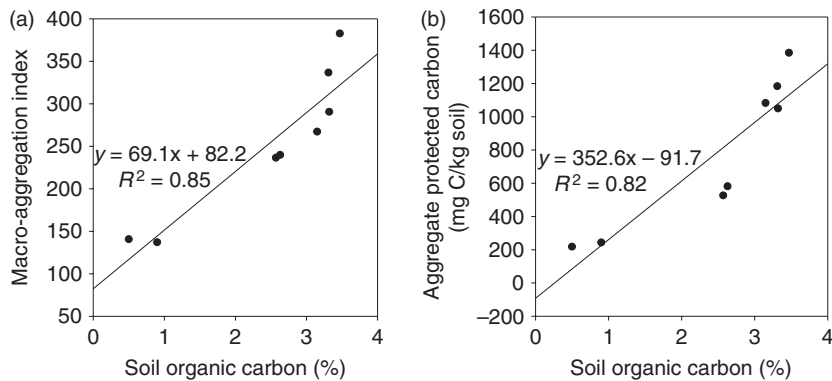 (a)
Macro-aggregation index
400
350
300
250
200
150
100
50
y = 69.1x + 82.2
R² = 0.85
0 1 2 3 4
Soil organic carbon (%)
(b)
Aggregate protected carbon
(mg C/kg soil)
1600
1400
1200
1000
800
600
400
200
0
−200
y = 352.6x − 91.7
R² = 0.82
0 1 2 3 4
Soil organic carbon (%)